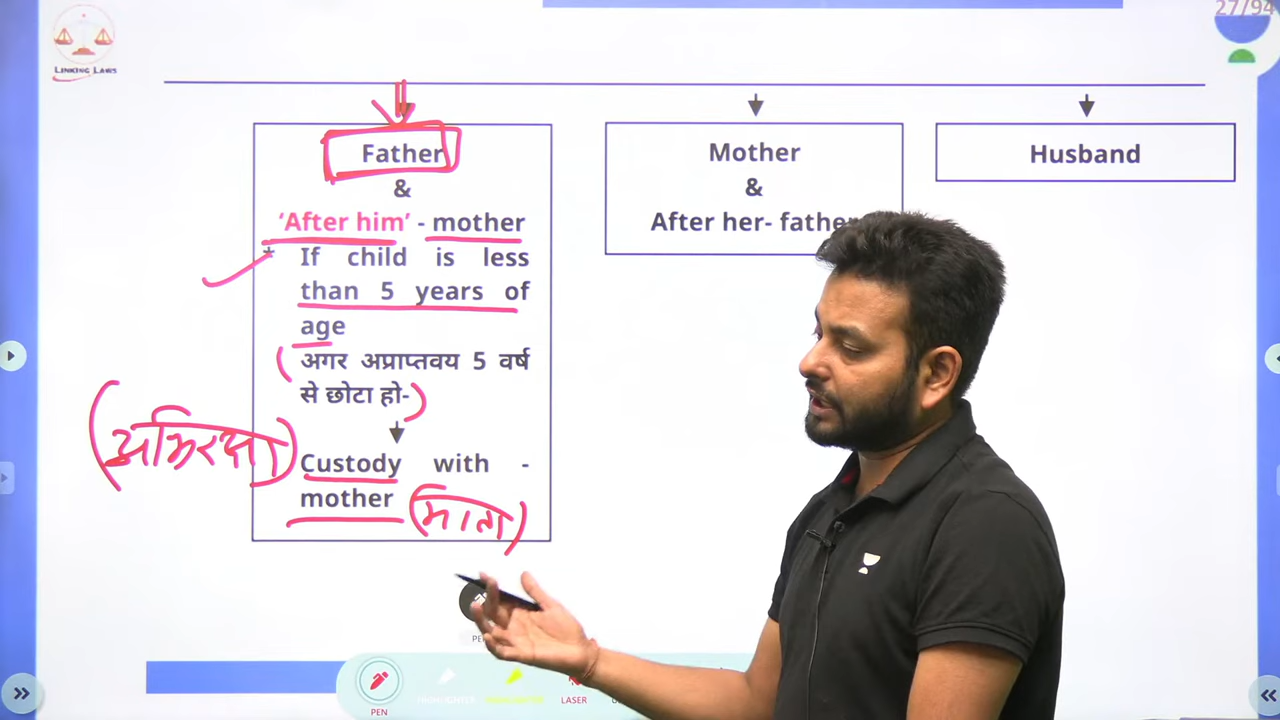 27/94
LINKING LAWS
Father
&
‘After him’ - mother
* If child is less
than 5 years of
age
अगर अप्राप्तवय 5 वर्ष
से छोटा हो-
(अभिरक्षा)
Custody with -
mother (माता)
Mother
&
After her- father
Husband
PEN
HIGHLIGHTER
LASER